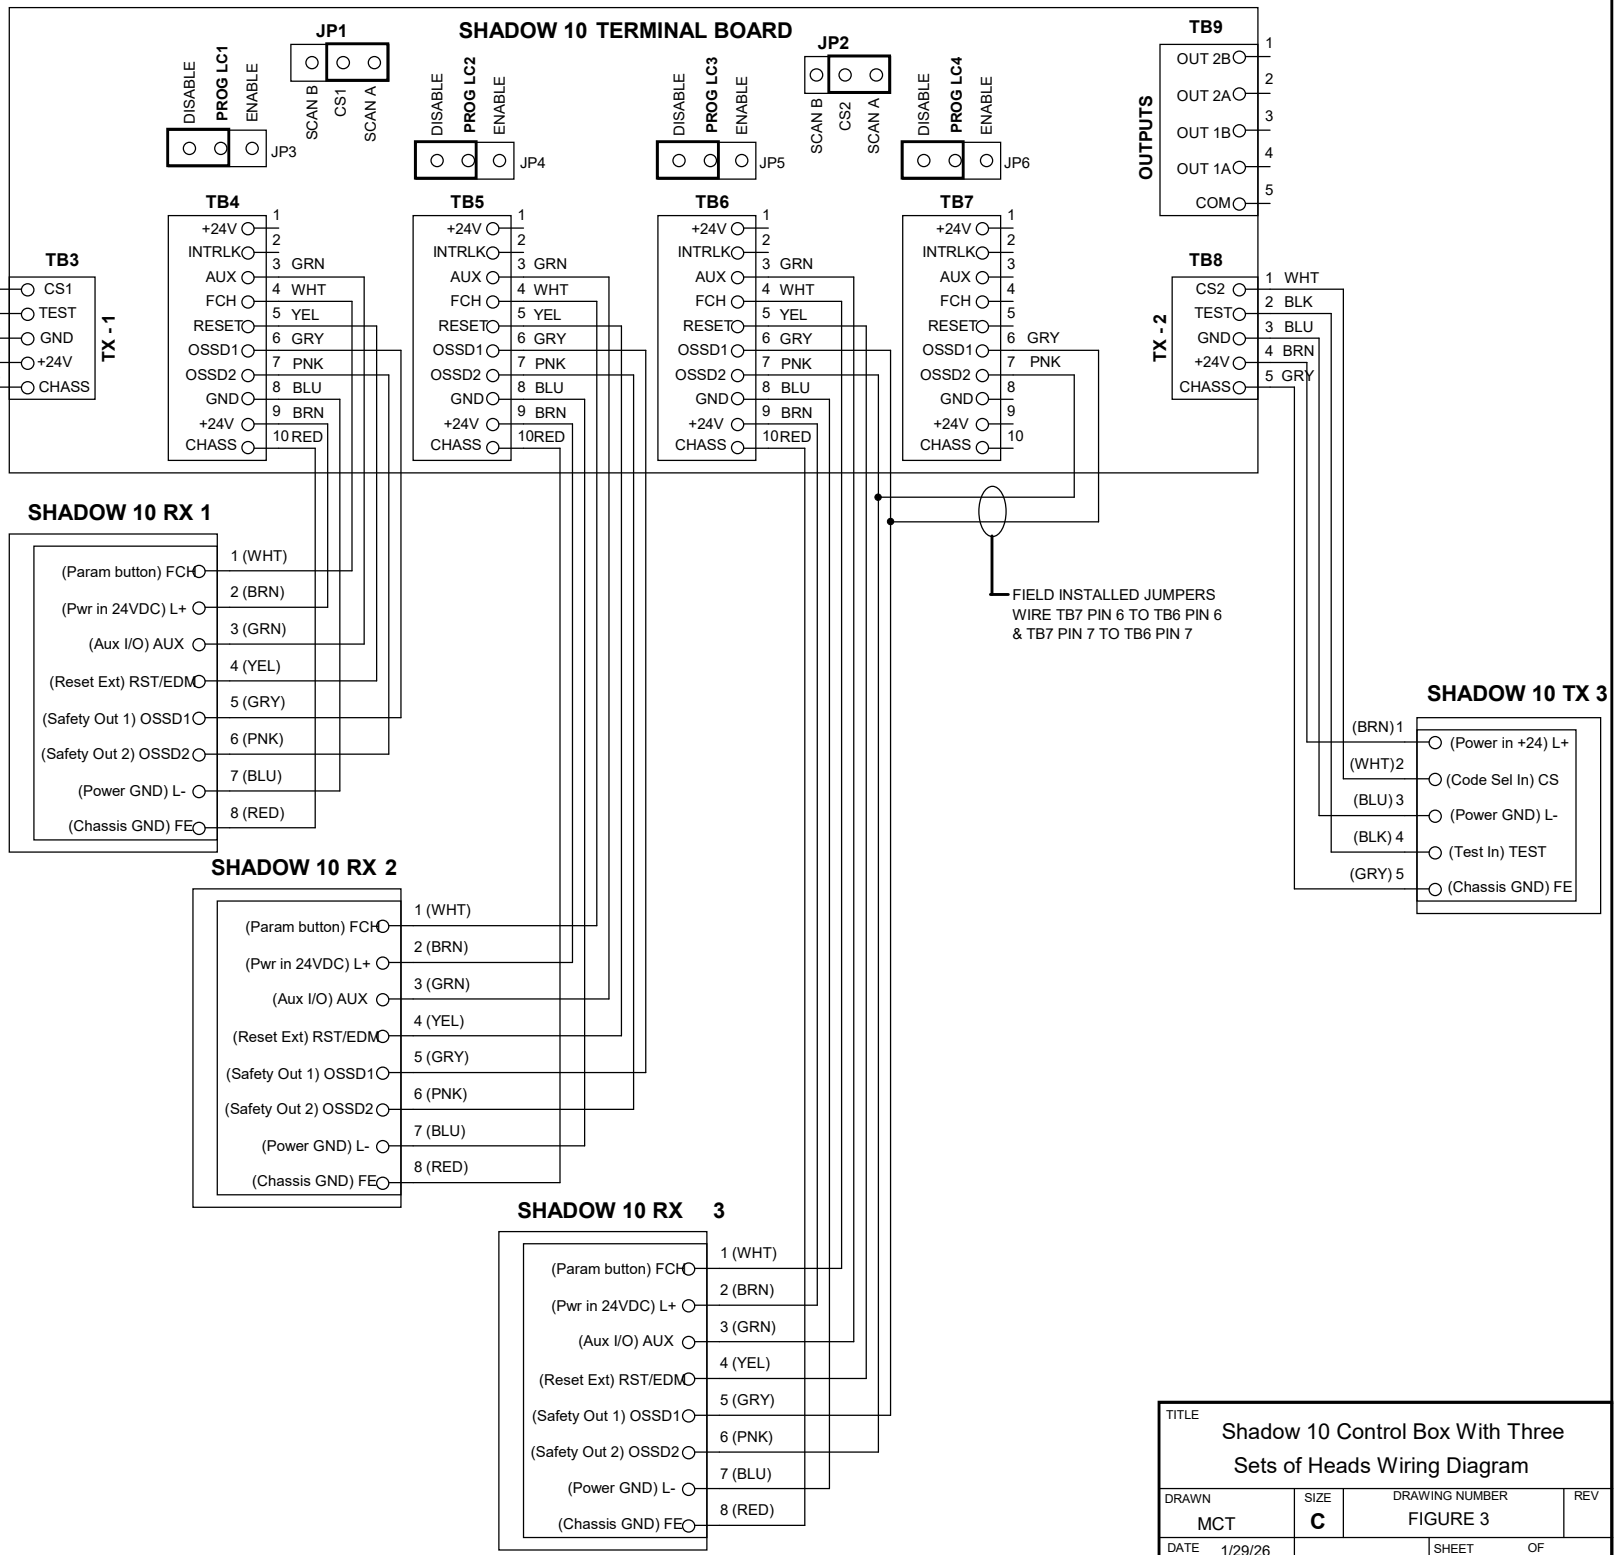 SHADOW 10 TERMINAL BOARD
JP1
SCAN B
CS1
SCAN A
DISABLE
PROG LC1
ENABLE
JP3
DISABLE
PROG LC2
ENABLE
JP4
DISABLE
PROG LC3
ENABLE
JP5
JP2
SCAN B
CS2
SCAN A
DISABLE
PROG LC4
ENABLE
JP6
TB9
OUTPUTS
OUT 2B 1
OUT 2A 2
OUT 1B 3
OUT 1A 4
COM 5
TB3
TX - 1
CS1
TEST
GND
+24V
CHASS
TB4
+24V 1
INTRLK 2
AUX 3 GRN
FCH 4 WHT
RESET 5 YEL
OSSD1 6 GRY
OSSD2 7 PNK
GND 8 BLU
+24V 9 BRN
CHASS 10 RED
TB5
+24V 1
INTRLK 2
AUX 3 GRN
FCH 4 WHT
RESET 5 YEL
OSSD1 6 GRY
OSSD2 7 PNK
GND 8 BLU
+24V 9 BRN
CHASS 10 RED
TB6
+24V 1
INTRLK 2
AUX 3 GRN
FCH 4 WHT
RESET 5 YEL
OSSD1 6 GRY
OSSD2 7 PNK
GND 8 BLU
+24V 9 BRN
CHASS 10 RED
TB7
+24V 1
INTRLK 2
AUX 3
FCH 4
RESET 5
OSSD1 6 GRY
OSSD2 7 PNK
GND 8
+24V 9
CHASS 10
TB8
TX - 2
CS2 1 WHT
TEST 2 BLK
GND 3 BLU
+24V 4 BRN
CHASS 5 GRY
SHADOW 10 RX 1
(Param button) FCH 1 (WHT)
(Pwr in 24VDC) L+ 2 (BRN)
(Aux I/O) AUX 3 (GRN)
(Reset Ext) RST/EDM 4 (YEL)
(Safety Out 1) OSSD1 5 (GRY)
(Safety Out 2) OSSD2 6 (PNK)
(Power GND) L- 7 (BLU)
(Chassis GND) FE 8 (RED)
FIELD INSTALLED JUMPERS
WIRE TB7 PIN 6 TO TB6 PIN 6
& TB7 PIN 7 TO TB6 PIN 7
SHADOW 10 TX 3
(BRN) 1 (Power in +24) L+
(WHT) 2 (Code Sel In) CS
(BLU) 3 (Power GND) L-
(BLK) 4 (Test In) TEST
(GRY) 5 (Chassis GND) FE
SHADOW 10 RX 2
(Param button) FCH 1 (WHT)
(Pwr in 24VDC) L+ 2 (BRN)
(Aux I/O) AUX 3 (GRN)
(Reset Ext) RST/EDM 4 (YEL)
(Safety Out 1) OSSD1 5 (GRY)
(Safety Out 2) OSSD2 6 (PNK)
(Power GND) L- 7 (BLU)
(Chassis GND) FE 8 (RED)
SHADOW 10 RX 3
(Param button) FCH 1 (WHT)
(Pwr in 24VDC) L+ 2 (BRN)
(Aux I/O) AUX 3 (GRN)
(Reset Ext) RST/EDM 4 (YEL)
(Safety Out 1) OSSD1 5 (GRY)
(Safety Out 2) OSSD2 6 (PNK)
(Power GND) L- 7 (BLU)
(Chassis GND) FE 8 (RED)
TITLE
Shadow 10 Control Box With Three
Sets of Heads Wiring Diagram
DRAWN SIZE DRAWING NUMBER REV
MCT C FIGURE 3
DATE 1/29/26 SHEET OF